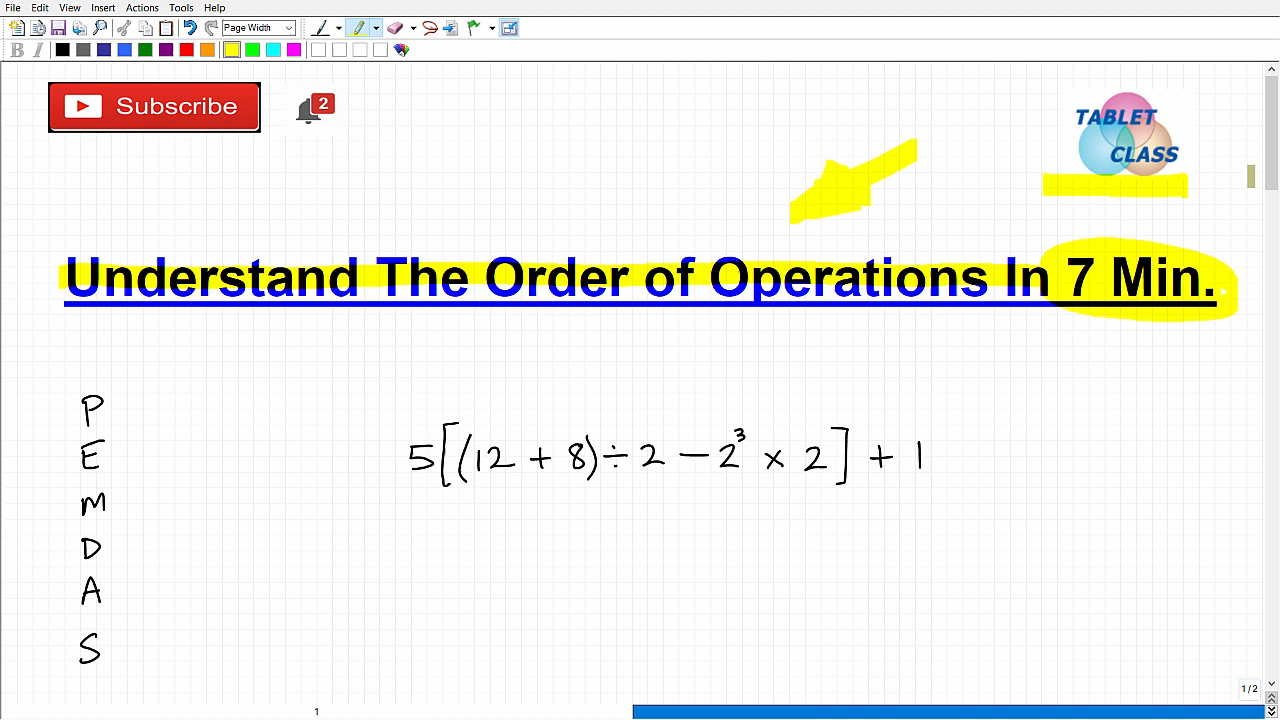 File Edit View Insert Actions Tools Help
Page Width
B I
Subscribe
2
TABLET
CLASS
Understand The Order of Operations In 7 Min.
P
E
M
D
A
S
5[(12 + 8) ÷ 2 − 2³ × 2] + 1
1/2
1